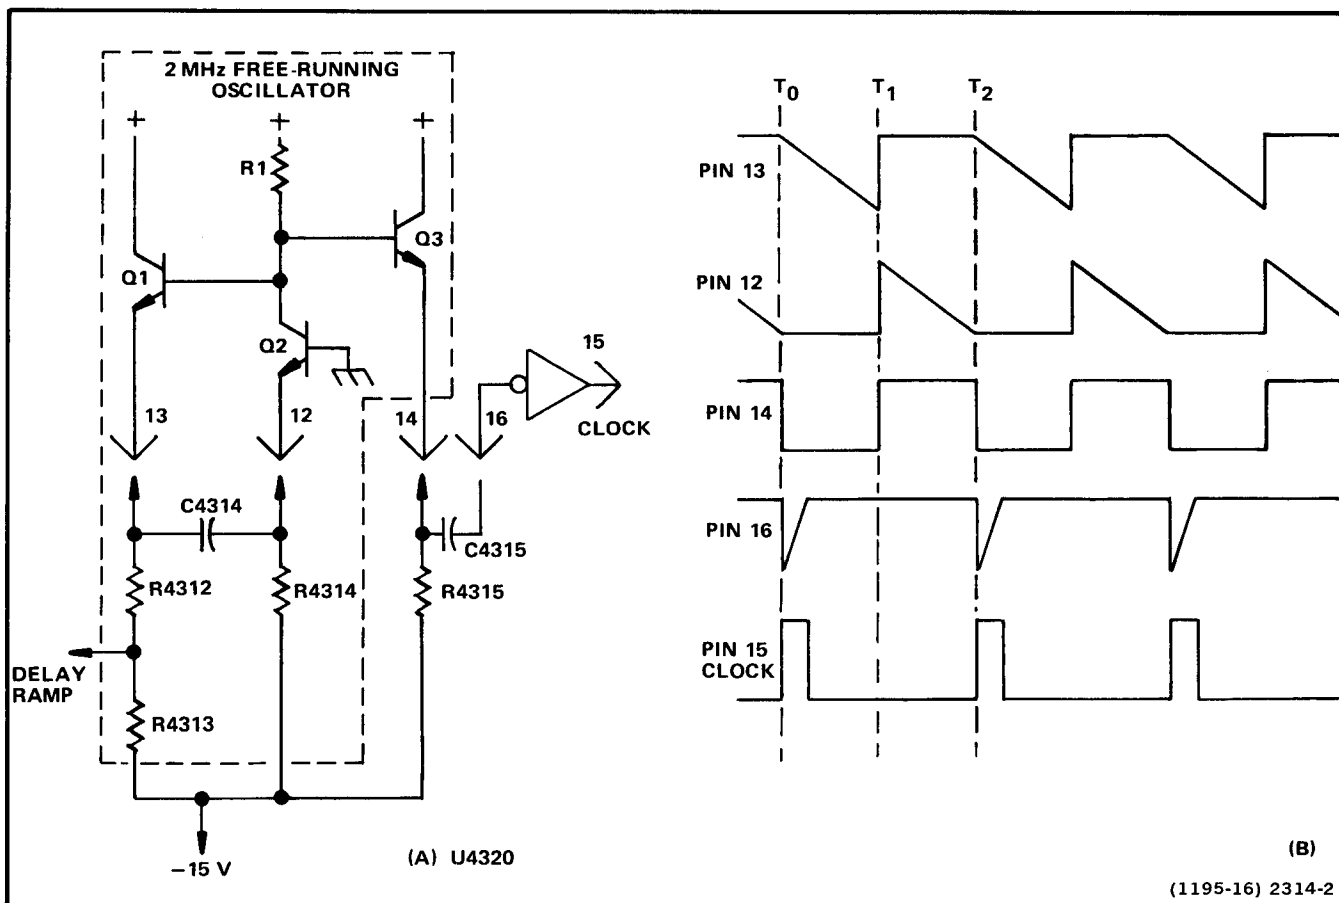 2 MHz FREE-RUNNING
OSCILLATOR
+
+
+
R1
Q1
Q3
Q2
15
13
12
14
16
CLOCK
C4314
C4315
R4312
R4314
R4315
DELAY
RAMP
R4313
−15 V
(A) U4320
T0
T1
T2
PIN 13
PIN 12
PIN 14
PIN 16
PIN 15
CLOCK
(B)
(1195-16) 2314-2